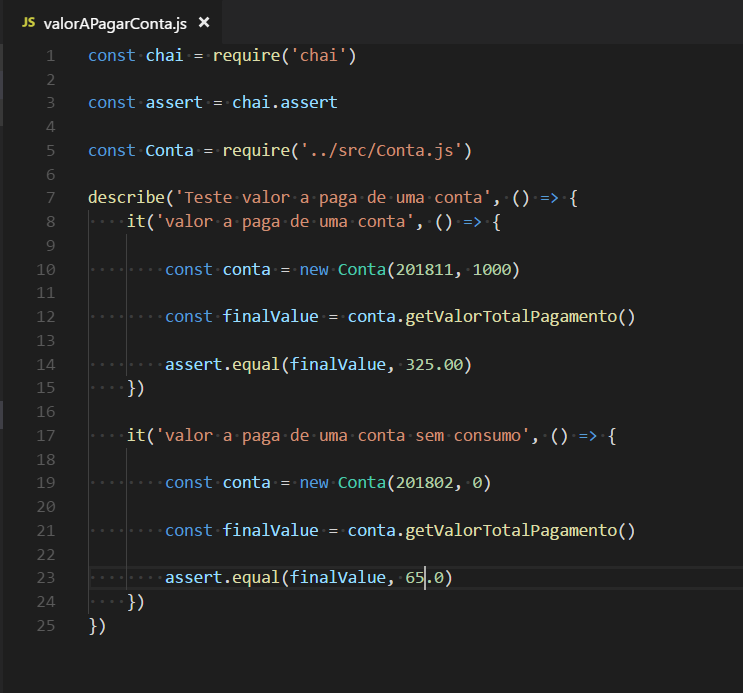 JS valorAPagarConta.js ×
1 const chai = require('chai')
2
3 const assert = chai.assert
4
5 const Conta = require('../src/Conta.js')
6
7 describe('Teste valor a paga de uma conta', () => {
8     it('valor a paga de uma conta', () => {
9
10         const conta = new Conta(201811, 1000)
11
12         const finalValue = conta.getValorTotalPagamento()
13
14         assert.equal(finalValue, 325.00)
15     })
16
17     it('valor a paga de uma conta sem consumo', () => {
18
19         const conta = new Conta(201802, 0)
20
21         const finalValue = conta.getValorTotalPagamento()
22
23         assert.equal(finalValue, 65.0)
24     })
25 })